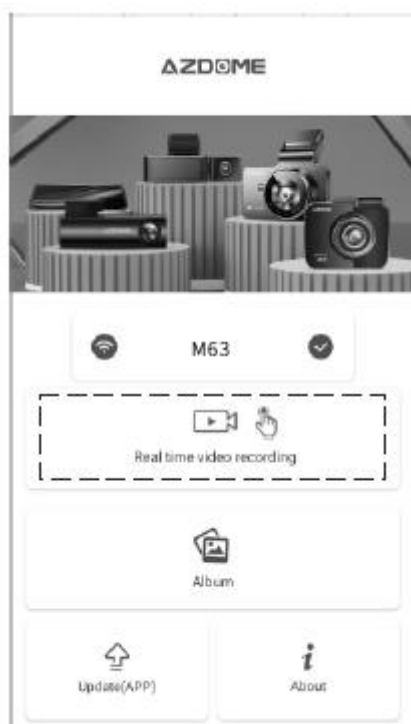 AZDOME
M63
Real time video recording
Album
Update(APP)
About